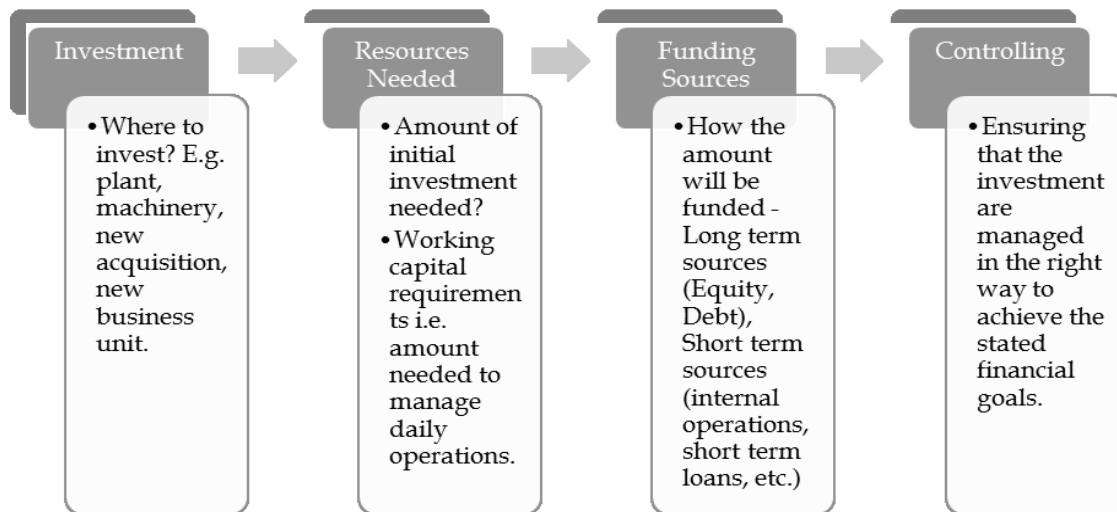 Investment
•Where to
invest? E.g.
plant,
machinery,
new
acquisition,
new
business
unit.
Resources
Needed
•Amount of
initial
investment
needed?
•Working
capital
requiremen
ts i.e.
amount
needed to
manage
daily
operations.
Funding
Sources
•How the
amount
will be
funded -
Long term
sources
(Equity,
Debt),
Short term
sources
(internal
operations,
short term
loans, etc.)
Controlling
•Ensuring
that the
investment
are
managed
in the right
way to
achieve the
stated
financial
goals.